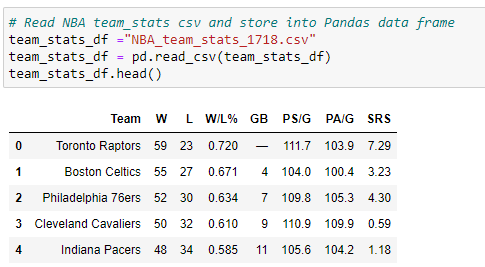 # Read NBA team_stats csv and store into Pandas data frame
team_stats_df ="NBA_team_stats_1718.csv"
team_stats_df = pd.read_csv(team_stats_df)
team_stats_df.head()
Team W L W/L% GB PS/G PA/G SRS
0 Toronto Raptors 59 23 0.720 — 111.7 103.9 7.29
1 Boston Celtics 55 27 0.671 4 104.0 100.4 3.23
2 Philadelphia 76ers 52 30 0.634 7 109.8 105.3 4.30
3 Cleveland Cavaliers 50 32 0.610 9 110.9 109.9 0.59
4 Indiana Pacers 48 34 0.585 11 105.6 104.2 1.18